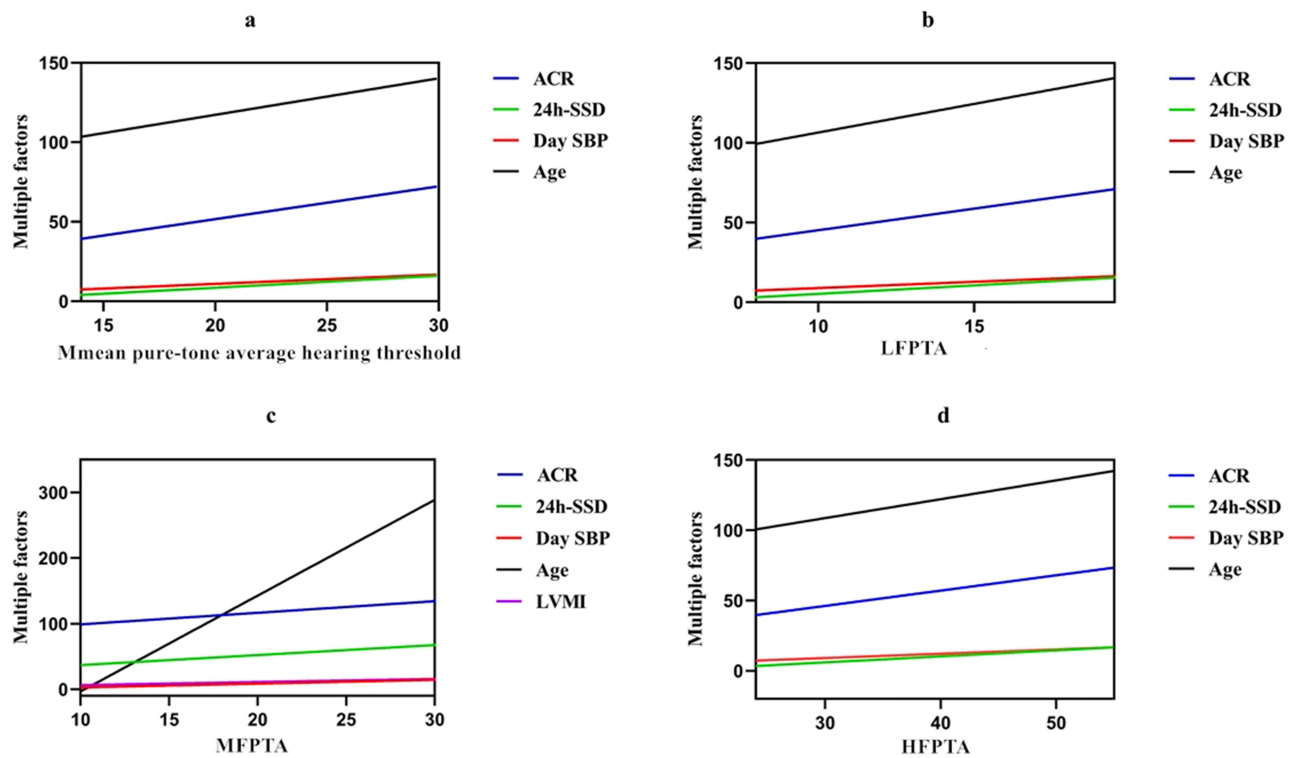 a
Multiple factors
150
100
50
0
15 20 25 30
Mmean pure-tone average hearing threshold
ACR
24h-SSD
Day SBP
Age
b
Multiple factors
150
100
50
0
10 15
LFPTA
ACR
24h-SSD
Day SBP
Age
c
Multiple factors
300
200
100
0
10 15 20 25 30
MFPTA
ACR
24h-SSD
Day SBP
Age
LVMI
d
Multiple factors
150
100
50
0
30 40 50
HFPTA
ACR
24h-SSD
Day SBP
Age